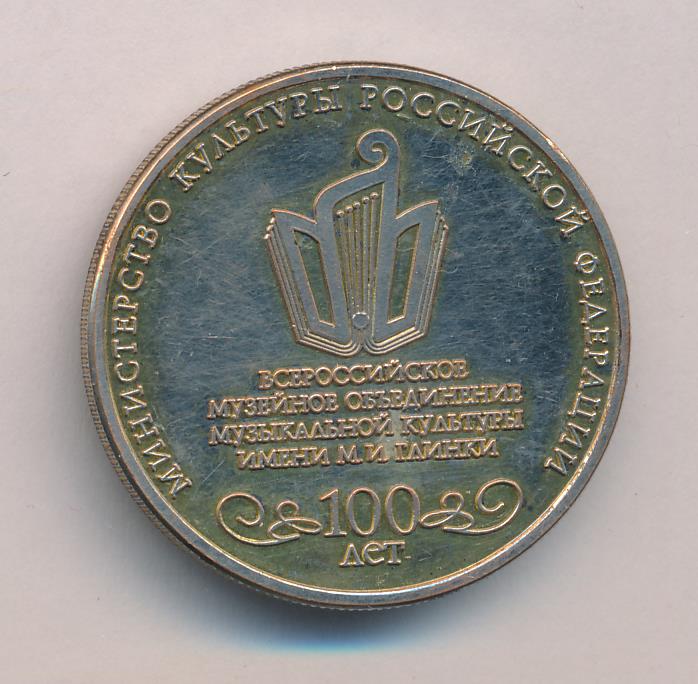 МИНИСТЕРСТВО КУЛЬТУРЫ РОССИЙСКОЙ ФЕДЕРАЦИИ
ВСЕРОССИЙСКОЕ
МУЗЕЙНОЕ ОБЪЕДИНЕНИЕ
МУЗЫКАЛЬНОЙ КУЛЬТУРЫ
ИМЕНИ М.И. ГЛИНКИ
100
ЛЕТ